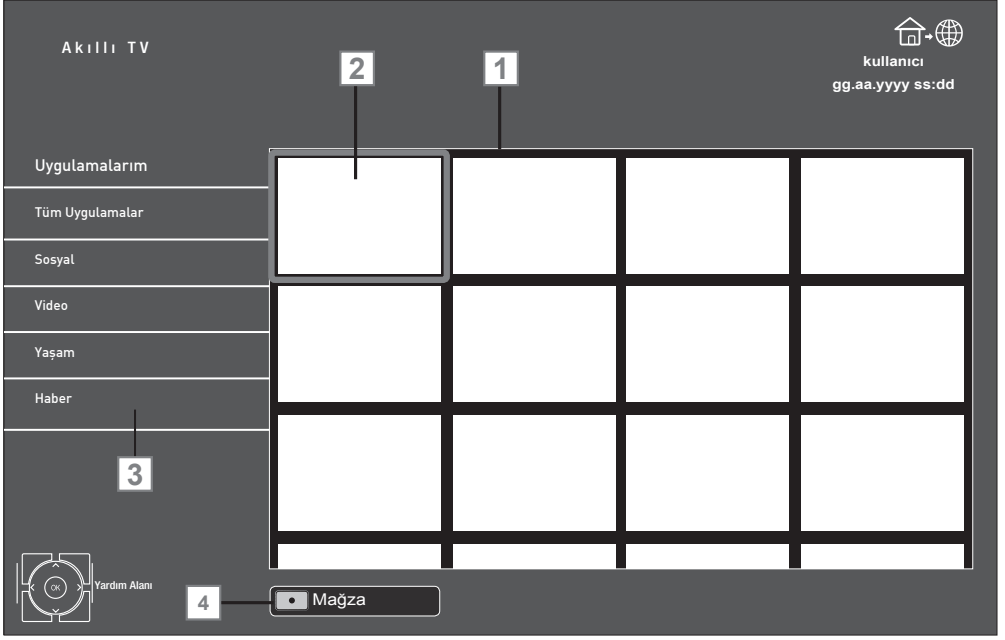 Akıllı TV
kullanıcı
gg.aa.yyyy ss:dd
2
1
Uygulamalarım
Tüm Uygulamalar
Sosyal
Video
Yaşam
Haber
3
OK
Yardım Alanı
4
Mağza